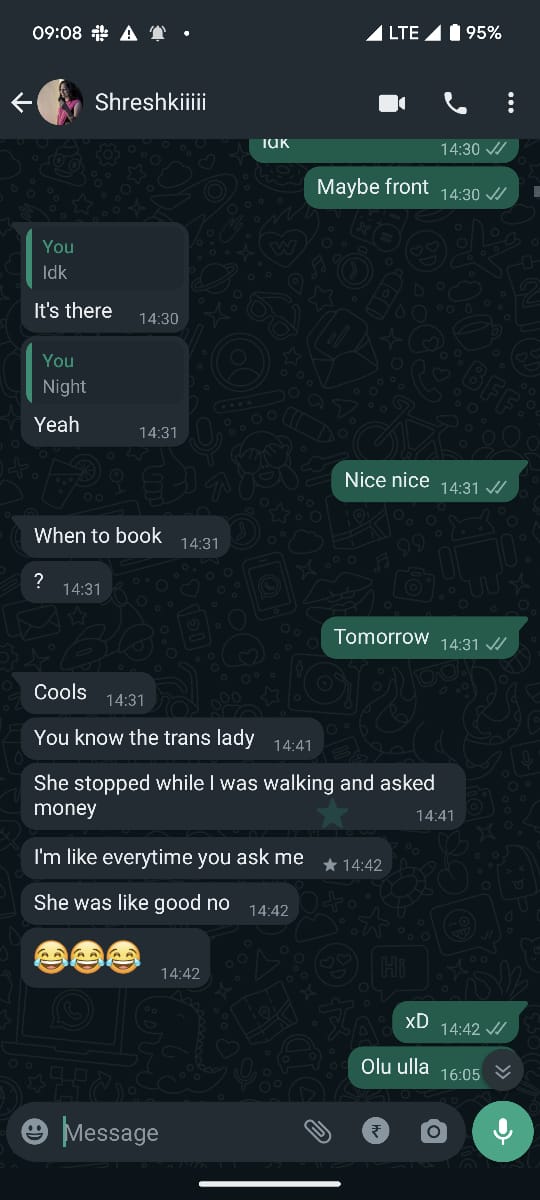 09:08
LTE
95%
Shreshkiiiii
Idk
14:30
Maybe front
14:30
You
Idk
It's there
14:30
You
Night
Yeah
14:31
Nice nice
14:31
When to book
14:31
?
14:31
Tomorrow
14:31
Cools
14:31
You know the trans lady
14:41
She stopped while I was walking and asked
money
14:41
I'm like everytime you ask me
14:42
She was like good no
14:42
😂😂😂
14:42
xD
14:42
Olu ulla
16:05
Message